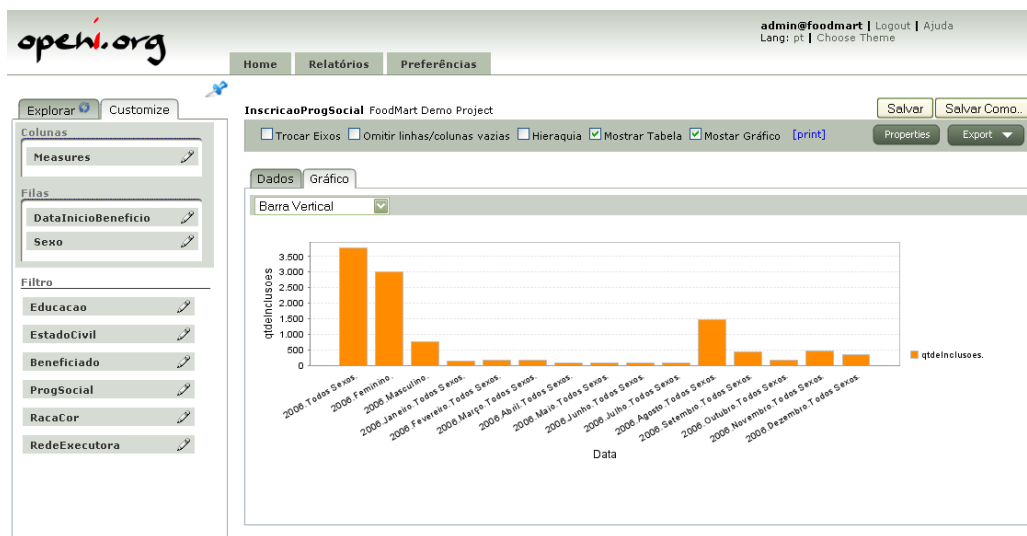 openi.org
admin@foodmart | Logout | Ajuda
Lang: pt | Choose Theme
Home Relatórios Preferências
Explorar Customize
Colunas
Measures
Filas
DataInicioBeneficio
Sexo
Filtro
Educacao
EstadoCivil
Beneficiado
ProgSocial
RacaCor
RedeExecutora
InscricaoProgSocial FoodMart Demo Project
Salvar Salvar Como..
Trocar Eixos Omitir linhas/colunas vazias Hieraquia Mostrar Tabela Mostar Gráfico [print]
Properties Export
Dados Gráfico
Barra Vertical
qtdeInclusoes
3.500
3.000
2.500
2.000
1.500
1.000
500
0
2006.Todos Sexos.
2006.Feminino.
2006.Masculino.
2006.Janeiro.Todos Sexos.
2006.Fevereiro.Todos Sexos.
2006.Março.Todos Sexos.
2006.Abril.Todos Sexos.
2006.Maio.Todos Sexos.
2006.Junho.Todos Sexos.
2006.Julho.Todos Sexos.
2006.Agosto.Todos Sexos.
2006.Setembro.Todos Sexos.
2006.Outubro.Todos Sexos.
2006.Novembro.Todos Sexos.
2006.Dezembro.Todos Sexos.
Data
qtdeInclusoes.